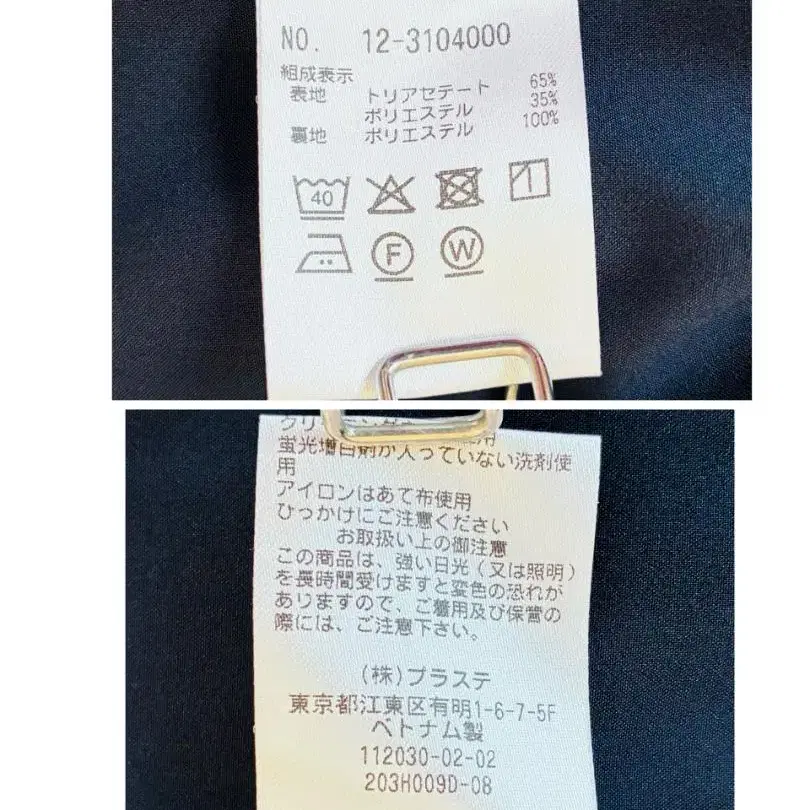 NO. 12-3104000
組成表示
表地 トリアセテート 65%
ポリエステル 35%
裏地 ポリエステル 100%
40
F
W
蛍光増白剤が入っていない洗剤使
用
アイロンはあて布使用
ひっかけにご注意ください
お取扱い上の御注意
この商品は、強い日光(又は照明)
を長時間受けますと変色の恐れが
ありますので、ご着用及び保管の
際には、ご注意下さい。
(株)プラステ
東京都江東区有明1-6-7-5F
ベトナム製
112030-02-02
203H009D-08